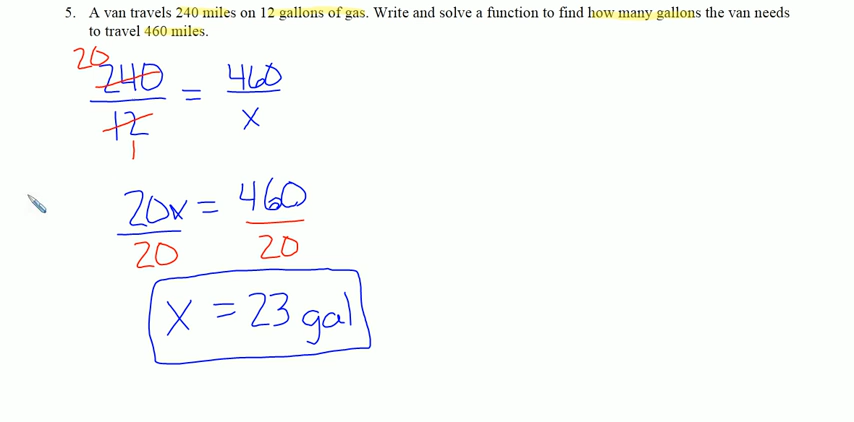 5. A van travels 240 miles on 12 gallons of gas. Write and solve a function to find how many gallons the van needs
to travel 460 miles.
20
240 = 460
12 x
1
20x = 460
20 20
x = 23 gal